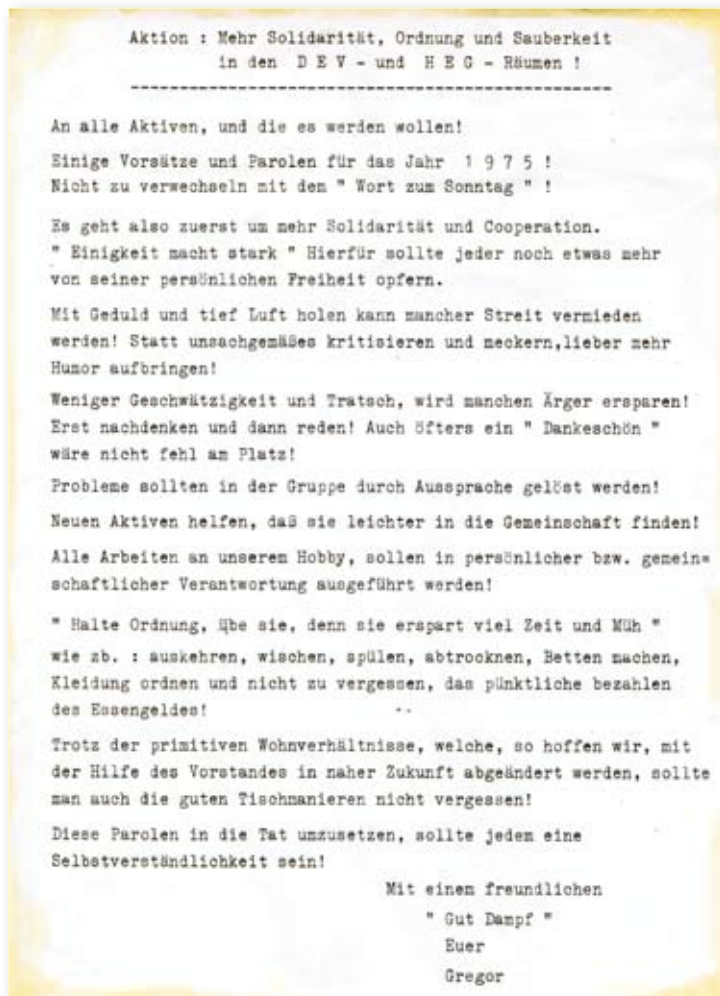 Aktion : Mehr Solidarität, Ordnung und Sauberkeit
in den D E V - und H E G - Räumen !
-------------------------------------------------
An alle Aktiven, und die es werden wollen!
Einige Vorsätze und Parolen für das Jahr 1 9 7 5 !
Nicht zu verwechseln mit dem " Wort zum Sonntag " !
Es geht also zuerst um mehr Solidarität und Cooperation.
" Einigkeit macht stark " Hierfür sollte jeder noch etwas mehr
von seiner persönlichen Freiheit opfern.
Mit Geduld und tief Luft holen kann mancher Streit vermieden
werden! Statt unsachgemäßes kritisieren und meckern,lieber mehr
Humor aufbringen!
Weniger Geschwätzigkeit und Tratsch, wird manchen Ärger ersparen!
Erst nachdenken und dann reden! Auch öfters ein " Dankeschön "
wäre nicht fehl am Platz!
Probleme sollten in der Gruppe durch Aussprache gelöst werden!
Neuen Aktiven helfen, daß sie leichter in die Gemeinschaft finden!
Alle Arbeiten an unserem Hobby, sollen in persönlicher bzw. gemein=
schaftlicher Verantwortung ausgeführt werden!
" Halte Ordnung, übe sie, denn sie erspart viel Zeit und Müh "
wie zb. : auskehren, wischen, spülen, abtrocknen, Betten machen,
Kleidung ordnen und nicht zu vergessen, das pünktliche bezahlen
des Essengeldes!
Trotz der primitiven Wohnverhältnisse, welche, so hoffen wir, mit
der Hilfe des Vorstandes in naher Zukunft abgeändert werden, sollte
man auch die guten Tischmanieren nicht vergessen!
Diese Parolen in die Tat umzusetzen, sollte jedem eine
Selbstverständlichkeit sein!
Mit einem freundlichen
" Gut Dampf "
Euer
Gregor